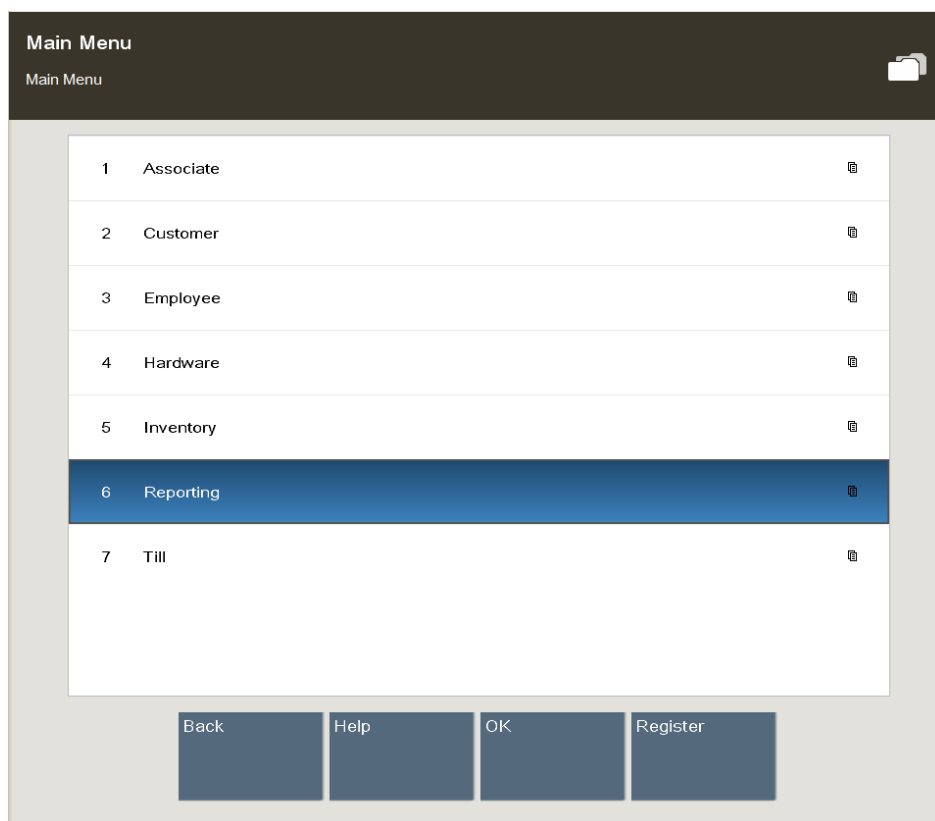 Main Menu
Main Menu
1 Associate
2 Customer
3 Employee
4 Hardware
5 Inventory
6 Reporting
7 Till
Back Help OK Register